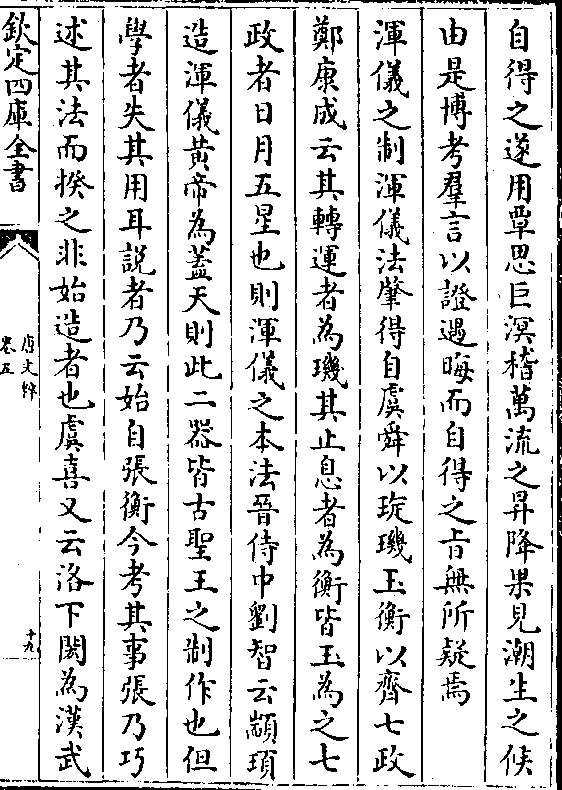 自得之遂用覃思巨溟稽萬流之昇降果見潮生之候
由是博考羣言以證遇晦而自得之㫖無所疑焉
渾儀之制渾儀法肇得自虞舜以琁璣玉衡以齊七政
鄭康成云其轉運者為璣其止息者為衡皆玉為之七
政者日月五星也則渾儀之本法晉侍中劉智云顓頊
造渾儀黄帝為蓋天則此二器皆古聖王之制作也但
學者失其用耳説者乃云始自張衡今考其事張乃巧
述其法而揆之非始造者也虞喜又云洛下閎為漢武
欽定四庫全書
唐文粹
卷五
十九